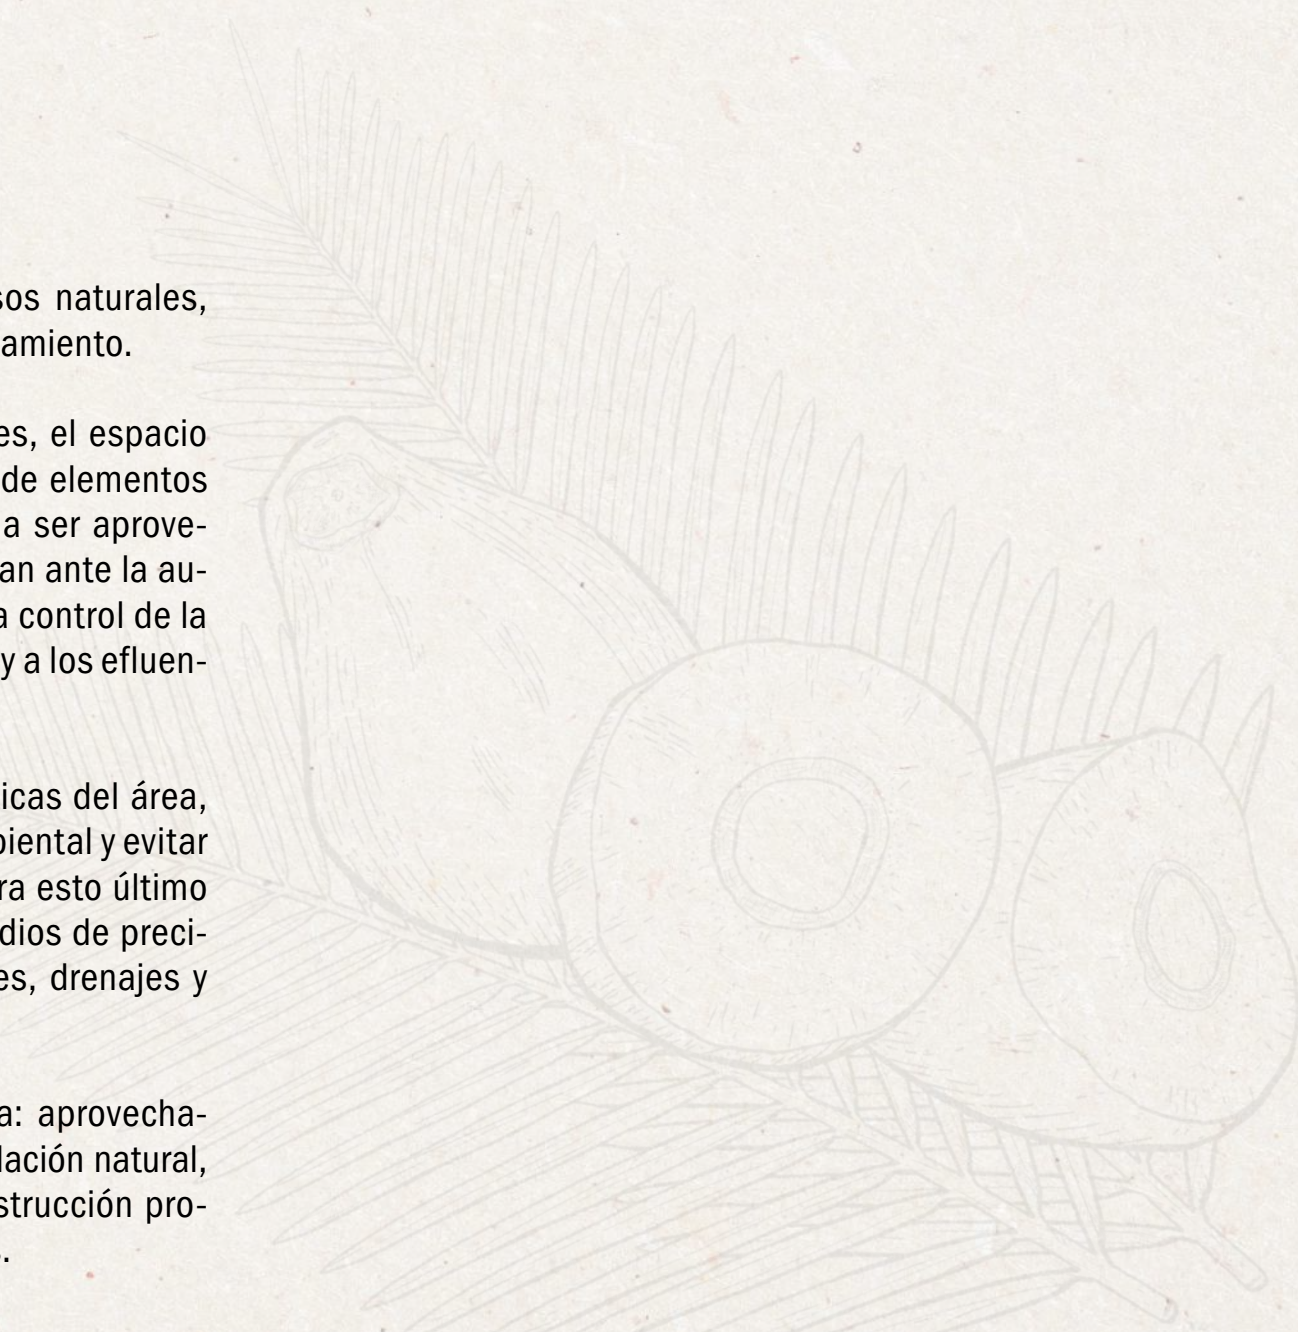 sos naturales,
amiento.
es, el espacio
de elementos
a ser aprove-
an ante la au-
a control de la
y a los efluen-
icas del área,
biental y evitar
ra esto último
dios de preci-
es, drenajes y
a: aprovecha-
lación natural,
strucción pro-
.